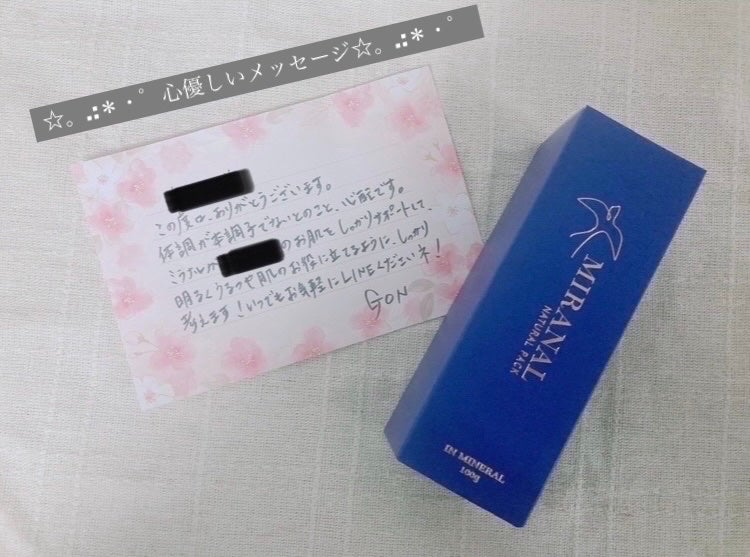 ☆。.:*・゜ 心優しいメッセージ☆。.:*・゜
この度は、ありがとうございます。
体調が本調子でないとのこと、心配です。
ミラナルが のお肌をしっかりサポートして、
明るくうるつや肌のお役に立てるように、しっかり
考えます！いつでもお気軽にLINEくださいネ！
GON
MIRANAL
NATURAL PACK
IN MINERAL
100g